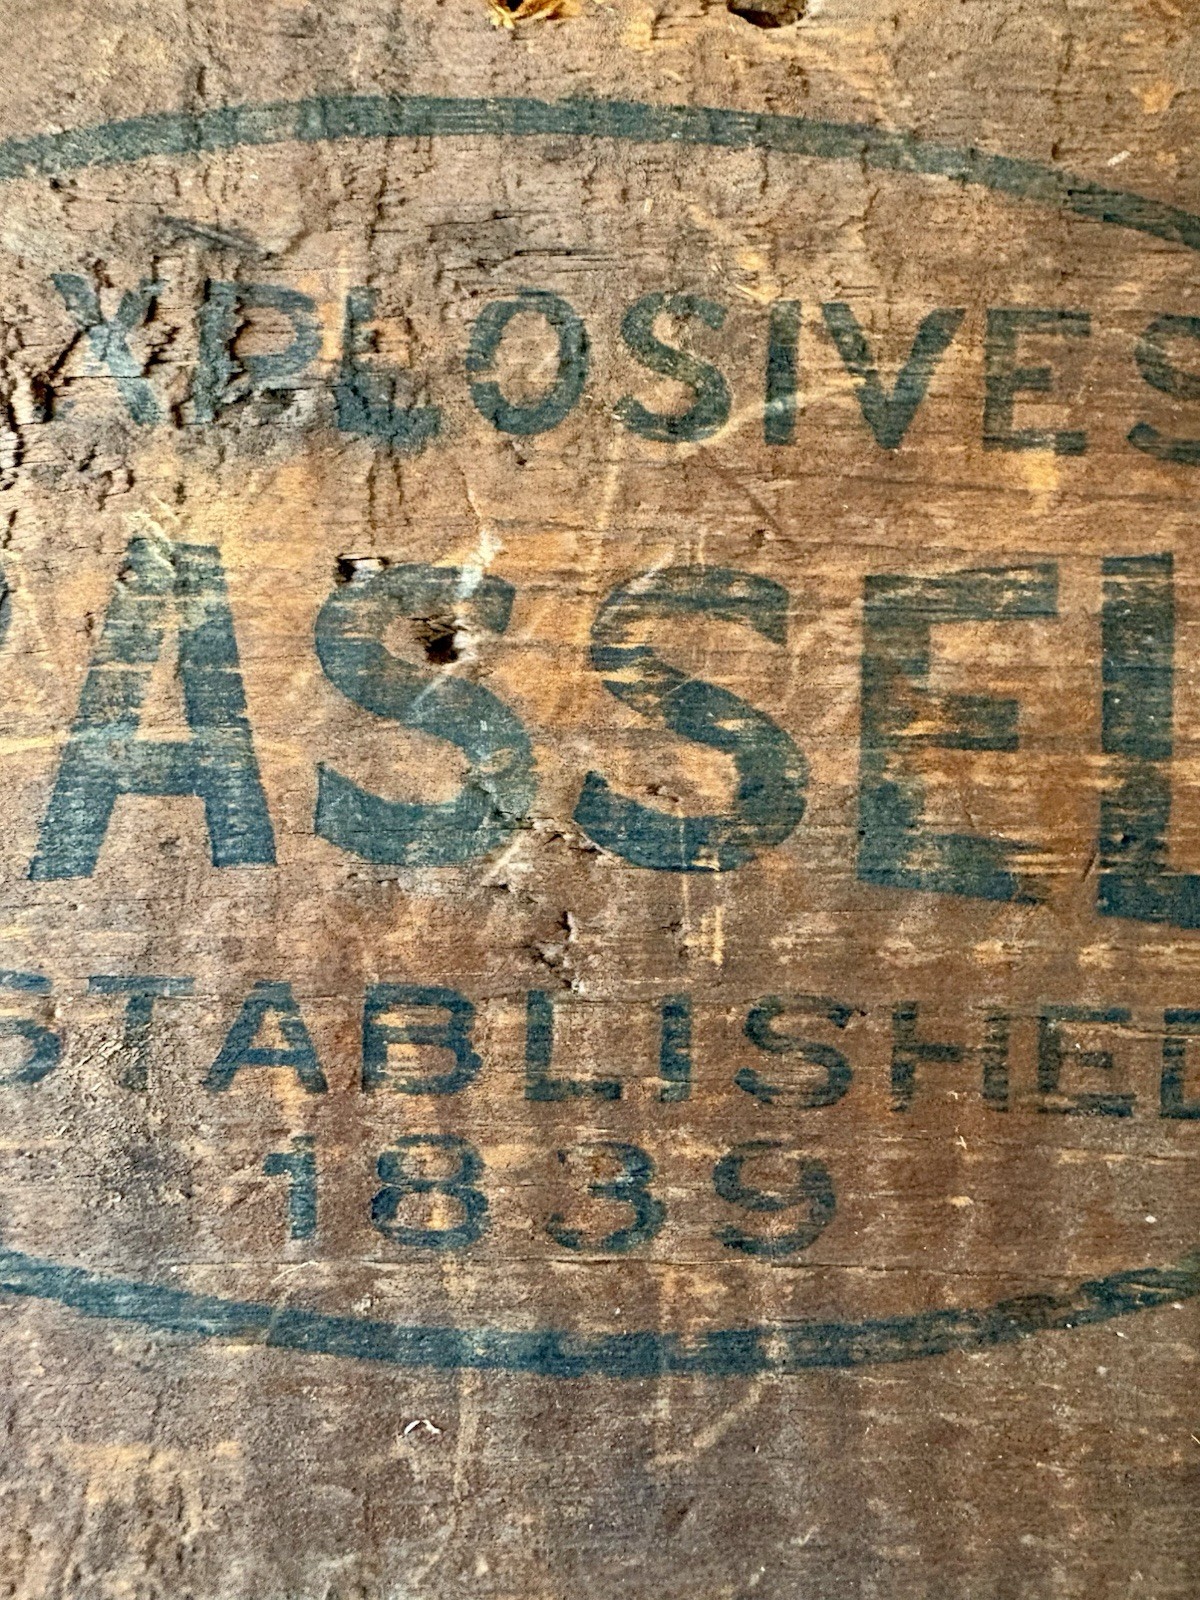 XPLOSIVES
ASSEL
STABLISHED
1839